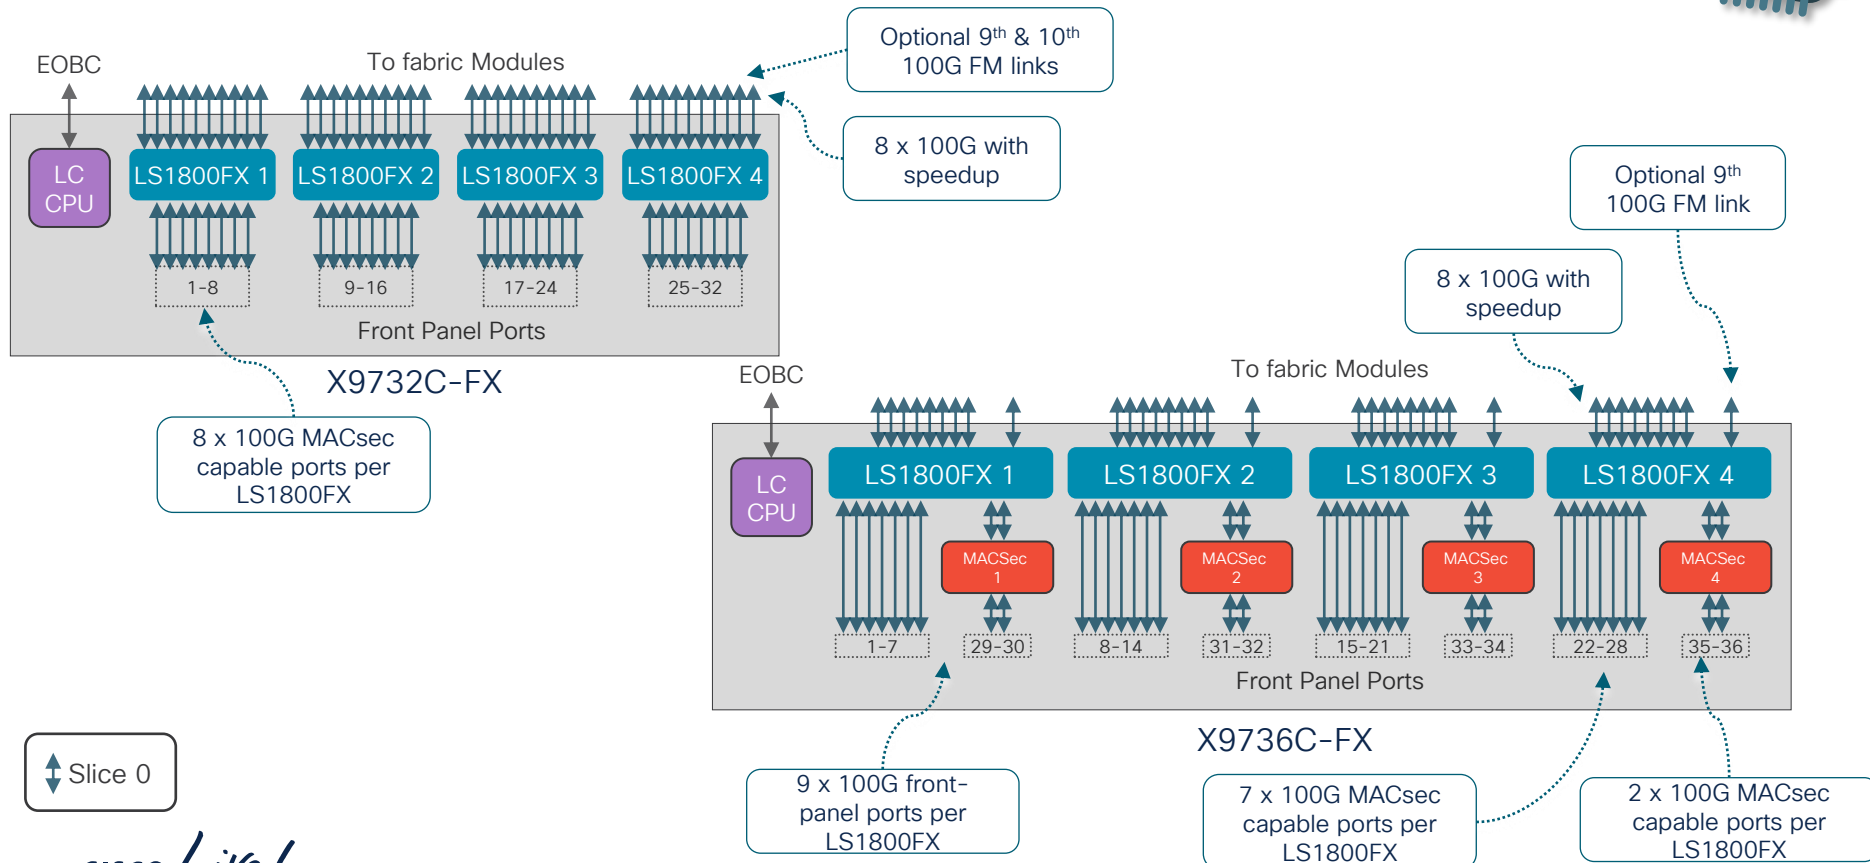 EOBC
To fabric Modules
Optional 9th & 10th
100G FM links
8 x 100G with
speedup
LC
CPU
LS1800FX 1
LS1800FX 2
LS1800FX 3
LS1800FX 4
1-8
9-16
17-24
25-32
Front Panel Ports
X9732C-FX
8 x 100G MACsec
capable ports per
LS1800FX
Optional 9th
100G FM link
8 x 100G with
speedup
EOBC
To fabric Modules
LC
CPU
LS1800FX 1
LS1800FX 2
LS1800FX 3
LS1800FX 4
MACSec
1
MACSec
2
MACSec
3
MACSec
4
1-7
29-30
8-14
31-32
15-21
33-34
22-28
35-36
Front Panel Ports
X9736C-FX
9 x 100G front-
panel ports per
LS1800FX
7 x 100G MACsec
capable ports per
LS1800FX
2 x 100G MACsec
capable ports per
LS1800FX
Slice 0